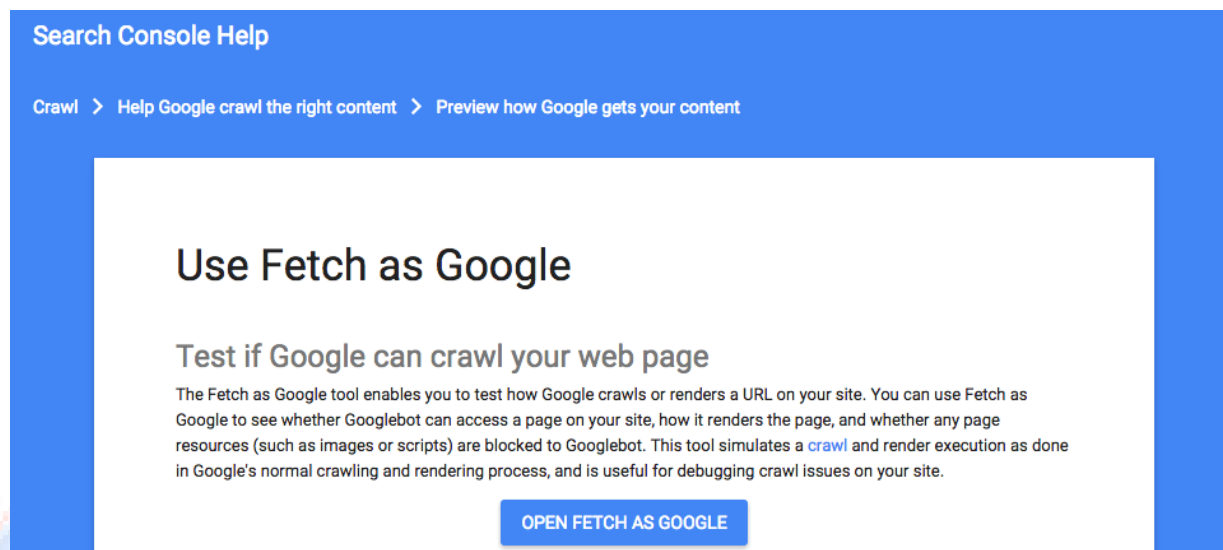 Search Console Help
Crawl > Help Google crawl the right content > Preview how Google gets your content
Use Fetch as Google
Test if Google can crawl your web page
The Fetch as Google tool enables you to test how Google crawls or renders a URL on your site. You can use Fetch as
Google to see whether Googlebot can access a page on your site, how it renders the page, and whether any page
resources (such as images or scripts) are blocked to Googlebot. This tool simulates a crawl and render execution as done
in Google's normal crawling and rendering process, and is useful for debugging crawl issues on your site.
OPEN FETCH AS GOOGLE